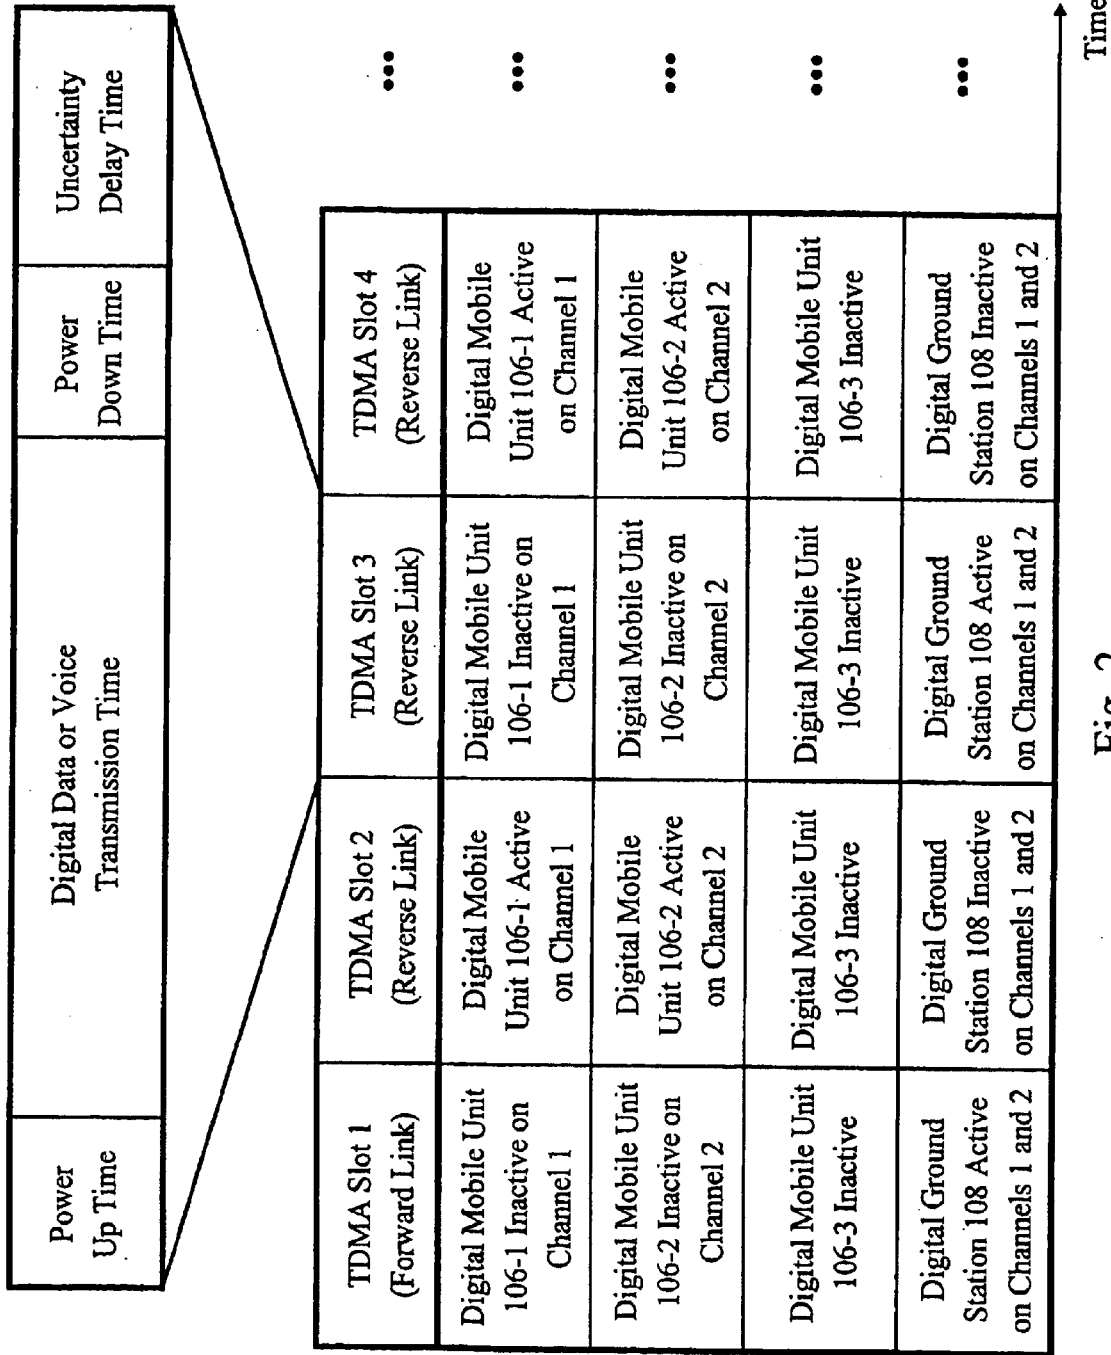 Power
Up Time
Digital Data or Voice
Transmission Time
Power
Down Time
Uncertainty
Delay Time
TDMA Slot 1
(Forward Link)
TDMA Slot 2
(Reverse Link)
TDMA Slot 3
(Reverse Link)
TDMA Slot 4
(Reverse Link)
•••
Digital Mobile Unit
106-1 Inactive on
Channel 1
Digital Mobile
Unit 106-1 Active
on Channel 1
Digital Mobile Unit
106-1 Inactive on
Channel 1
Digital Mobile
Unit 106-1 Active
on Channel 1
•••
Digital Mobile Unit
106-2 Inactive on
Channel 2
Digital Mobile
Unit 106-2 Active
on Channel 2
Digital Mobile Unit
106-2 Inactive on
Channel 2
Digital Mobile
Unit 106-2 Active
on Channel 2
•••
Digital Mobile Unit
106-3 Inactive
Digital Mobile Unit
106-3 Inactive
Digital Mobile Unit
106-3 Inactive
Digital Mobile Unit
106-3 Inactive
•••
Digital Ground
Station 108 Active
on Channels 1 and 2
Digital Ground
Station 108 Inactive
on Channels 1 and 2
Digital Ground
Station 108 Active
on Channels 1 and 2
Digital Ground
Station 108 Inactive
on Channels 1 and 2
•••
Time
Fig. 2